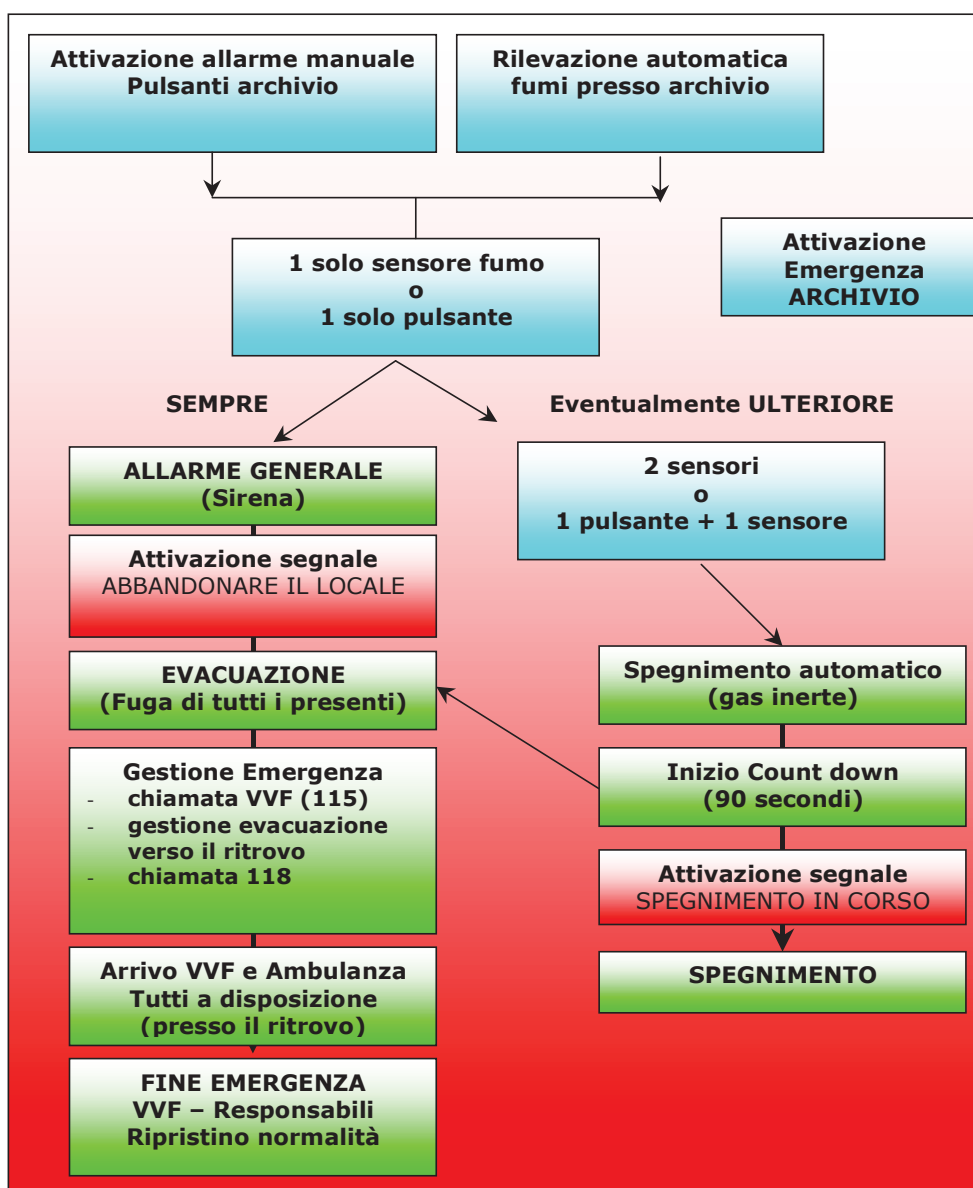 Attivazione allarme manuale
Pulsanti archivio
Rilevazione automatica
fumi presso archivio
1 solo sensore fumo
o
1 solo pulsante
Attivazione
Emergenza
ARCHIVIO
SEMPRE
Eventualmente ULTERIORE
ALLARME GENERALE
(Sirena)
Attivazione segnale
ABBANDONARE IL LOCALE
EVACUAZIONE
(Fuga di tutti i presenti)
Gestione Emergenza
- chiamata VVF (115)
- gestione evacuazione
verso il ritrovo
- chiamata 118
Arrivo VVF e Ambulanza
Tutti a disposizione
(presso il ritrovo)
FINE EMERGENZA
VVF – Responsabili
Ripristino normalità
2 sensori
o
1 pulsante + 1 sensore
Spegnimento automatico
(gas inerte)
Inizio Count down
(90 secondi)
Attivazione segnale
SPEGNIMENTO IN CORSO
SPEGNIMENTO